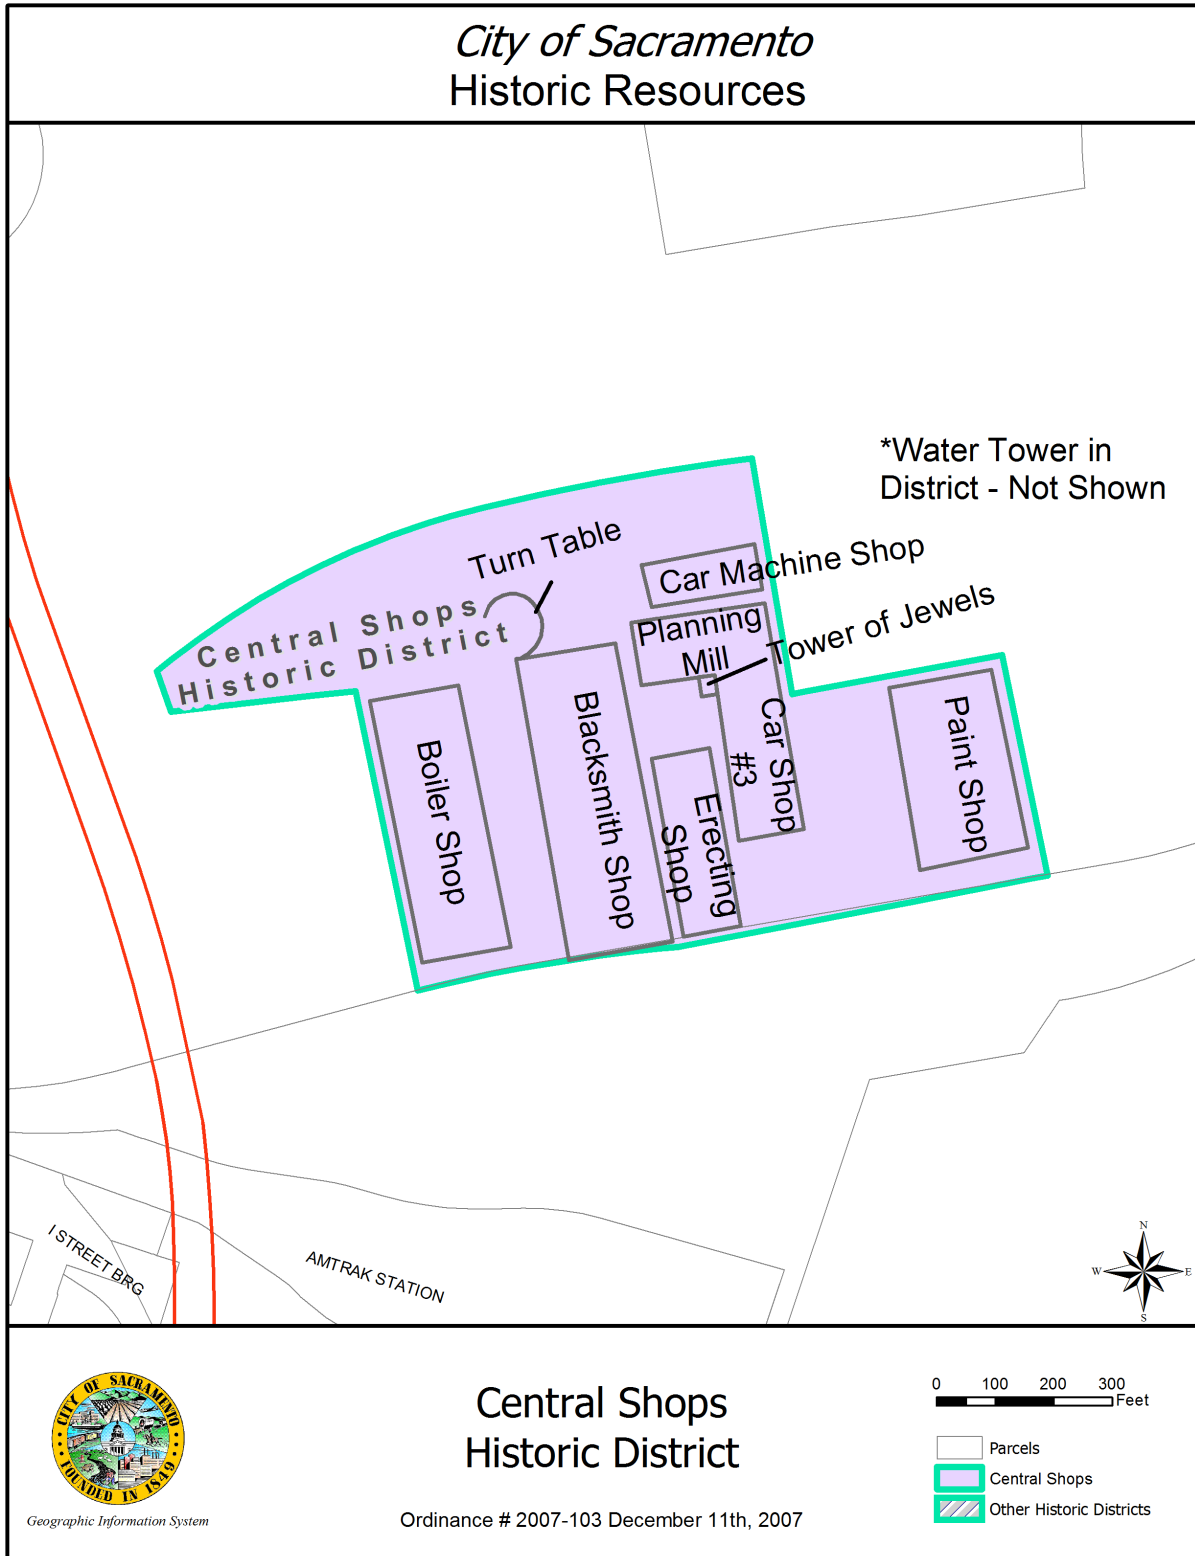 City of Sacramento
Historic Resources
*Water Tower in
District - Not Shown
Turn Table
Car Machine Shop
Central Shops
Historic District
Planning
Mill
Tower of Jewels
Boiler Shop
Blacksmith Shop
Erecting
Shop
Car Shop
#3
Paint Shop
I STREET BRG
AMTRAK STATION
N
W
E
S
CITY OF SACRAMENTO
FOUNDED IN 1849
Geographic Information System
Central Shops
Historic District
Ordinance # 2007-103 December 11th, 2007
0 100 200 300
Feet
Parcels
Central Shops
Other Historic Districts